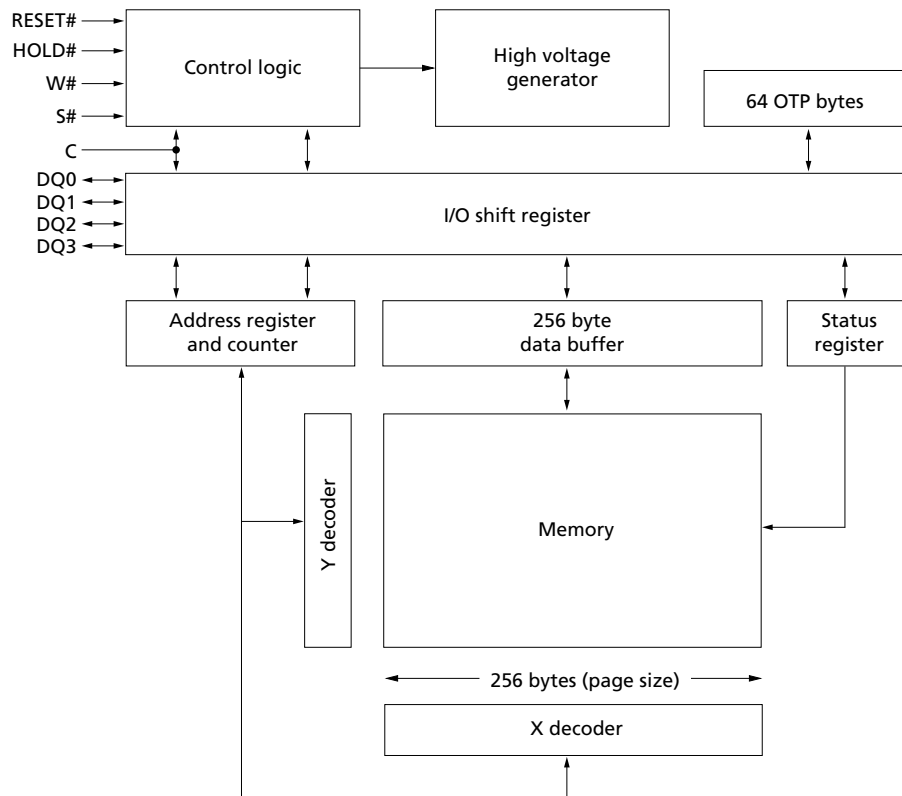 RESET#
HOLD#
W#
S#
C
DQ0
DQ1
DQ2
DQ3
Control logic
High voltage
generator
64 OTP bytes
I/O shift register
Address register
and counter
256 byte
data buffer
Status
register
Y decoder
Memory
256 bytes (page size)
X decoder